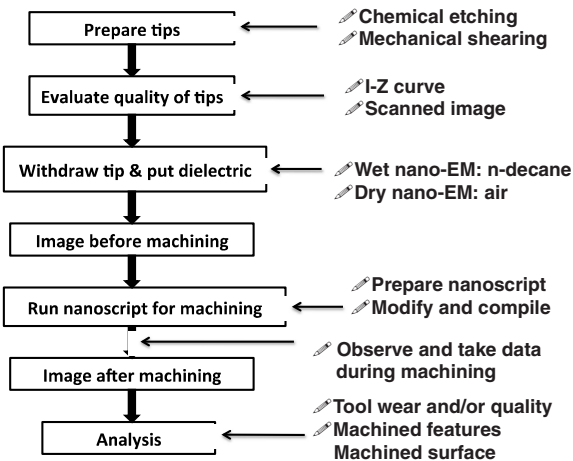 Prepare tips
Chemical etching
Mechanical shearing
Evaluate quality of tips
I-Z curve
Scanned image
Withdraw tip & put dielectric
Wet nano-EM: n-decane
Dry nano-EM: air
Image before machining
Run nanoscript for machining
Prepare nanoscript
Modify and compile
Observe and take data
during machining
Image after machining
Analysis
Tool wear and/or quality
Machined features
Machined surface